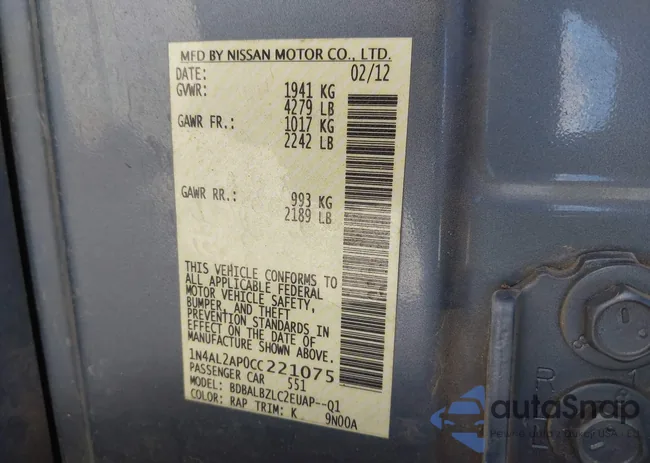 MFD BY NISSAN MOTOR CO., LTD.
DATE: 02/12
GVWR: 1941 KG
4279 LB
GAWR FR.: 1017 KG
2242 LB
GAWR RR.: 993 KG
2189 LB
THIS VEHICLE CONFORMS TO
ALL APPLICABLE FEDERAL
MOTOR VEHICLE SAFETY,
BUMPER, AND THEFT
PREVENTION STANDARDS IN
EFFECT ON THE DATE OF
MANUFACTURE SHOWN ABOVE.
1N4AL2AP0CC221075
PASSENGER CAR 551
MODEL: BDBALBZLC2EUAP--Q1
COLOR: RAP TRIM: K 9N00A
R
L
autoSnap